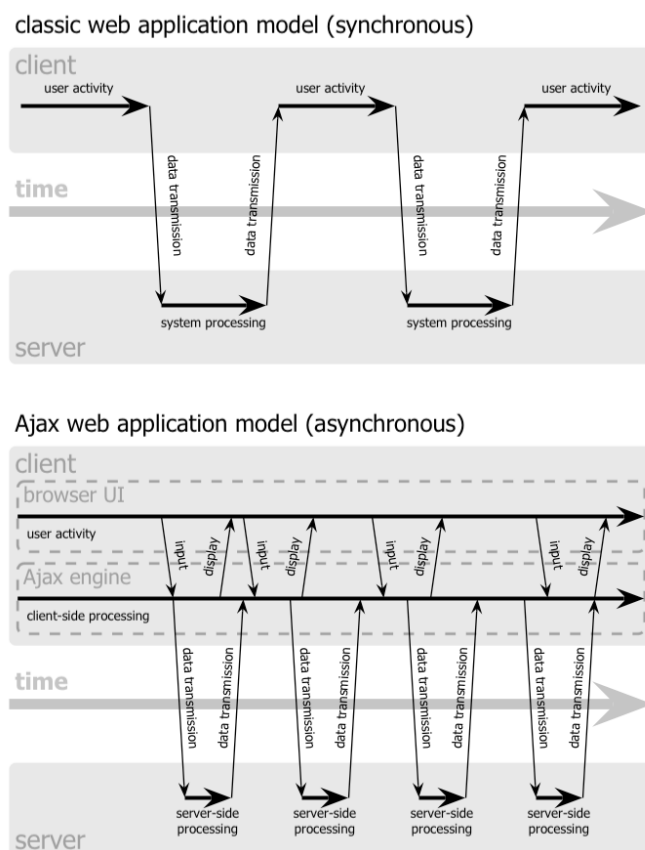 classic web application model (synchronous)
client
user activity
user activity
user activity
data transmission
data transmission
data transmission
data transmission
time
system processing
system processing
server
Ajax web application model (asynchronous)
client
browser UI
user activity
input
display
input
display
input
display
input
display
Ajax engine
client-side processing
data transmission
data transmission
data transmission
data transmission
data transmission
data transmission
data transmission
data transmission
time
server-side
processing
server-side
processing
server-side
processing
server-side
processing
server